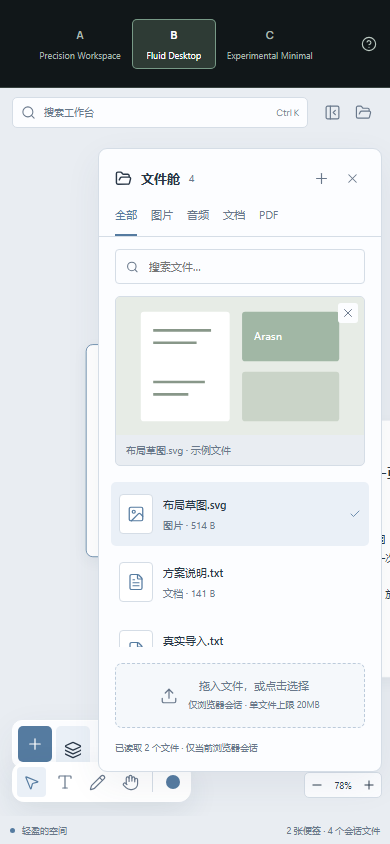 A
B
C
Precision Workspace
Fluid Desktop
Experimental Minimal
搜索工作台
Ctrl K
文件舱 4
全部 图片 音频 文档 PDF
搜索文件...
Arasn
布局草图.svg · 示例文件
布局草图.svg
图片 · 514 B
方案说明.txt
文档 · 141 B
真实导入.txt
拖入文件，或点击选择
仅浏览器会话 · 单文件上限 20MB
已读取 2 个文件 · 仅当前浏览器会话
78%
轻盈的空间
2 张便签 · 4 个会话文件